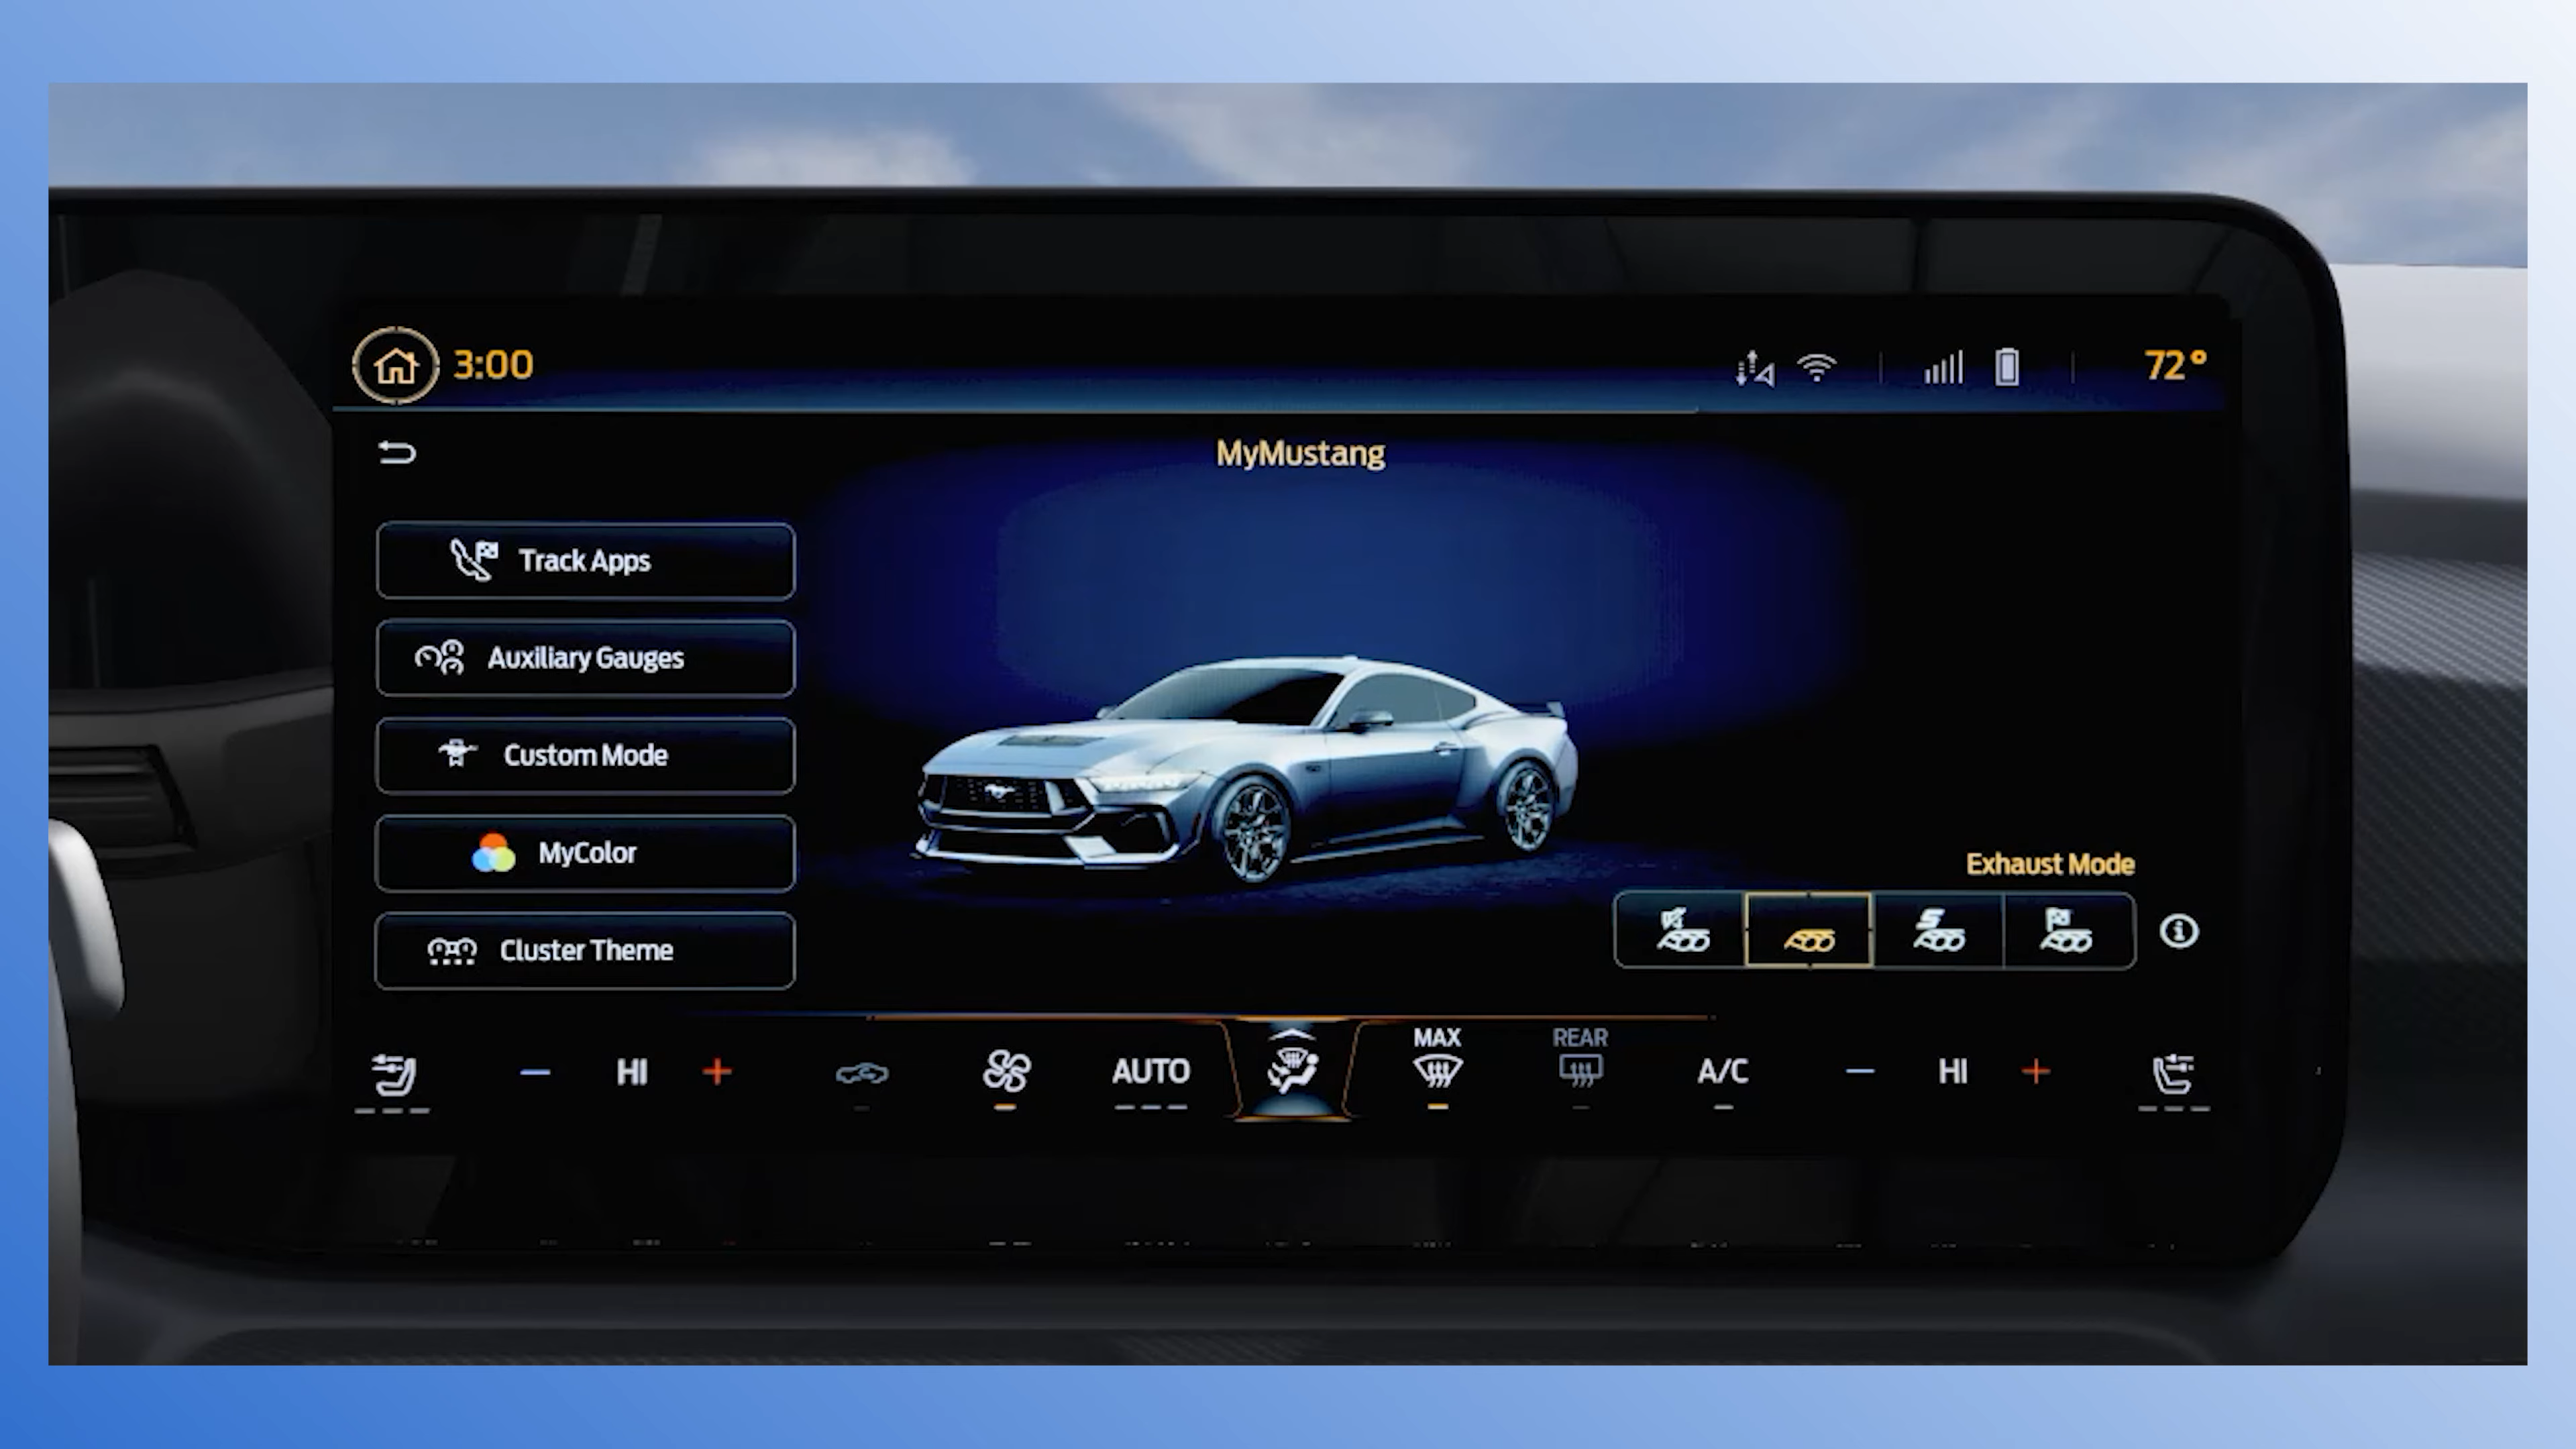 3:00
72°
MyMustang
Track Apps
Auxiliary Gauges
Custom Mode
MyColor
Cluster Theme
Exhaust Mode
S
HI
AUTO
MAX
REAR
A/C
HI